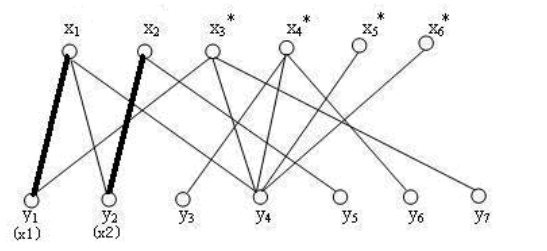 x1 x2 x3* x4* x5* x6*
y1 y2 y3 y4 y5 y6 y7
(x1) (x2)